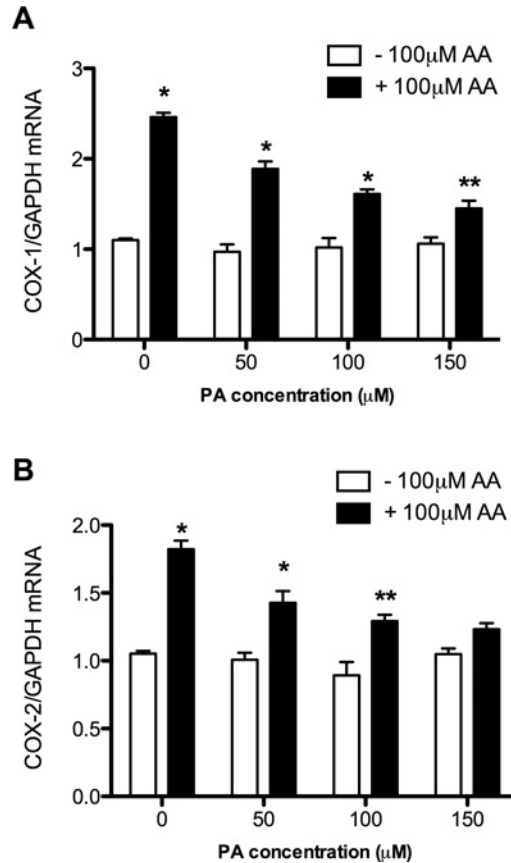 A
- 100μM AA
+ 100μM AA
COX-1/GAPDH mRNA
3
2
1
0
*
*
*
**
0 50 100 150
PA concentration (μM)
B
- 100μM AA
+ 100μM AA
COX-2/GAPDH mRNA
2.0
1.5
1.0
0.5
0.0
*
*
**
0 50 100 150
PA concentration (μM)